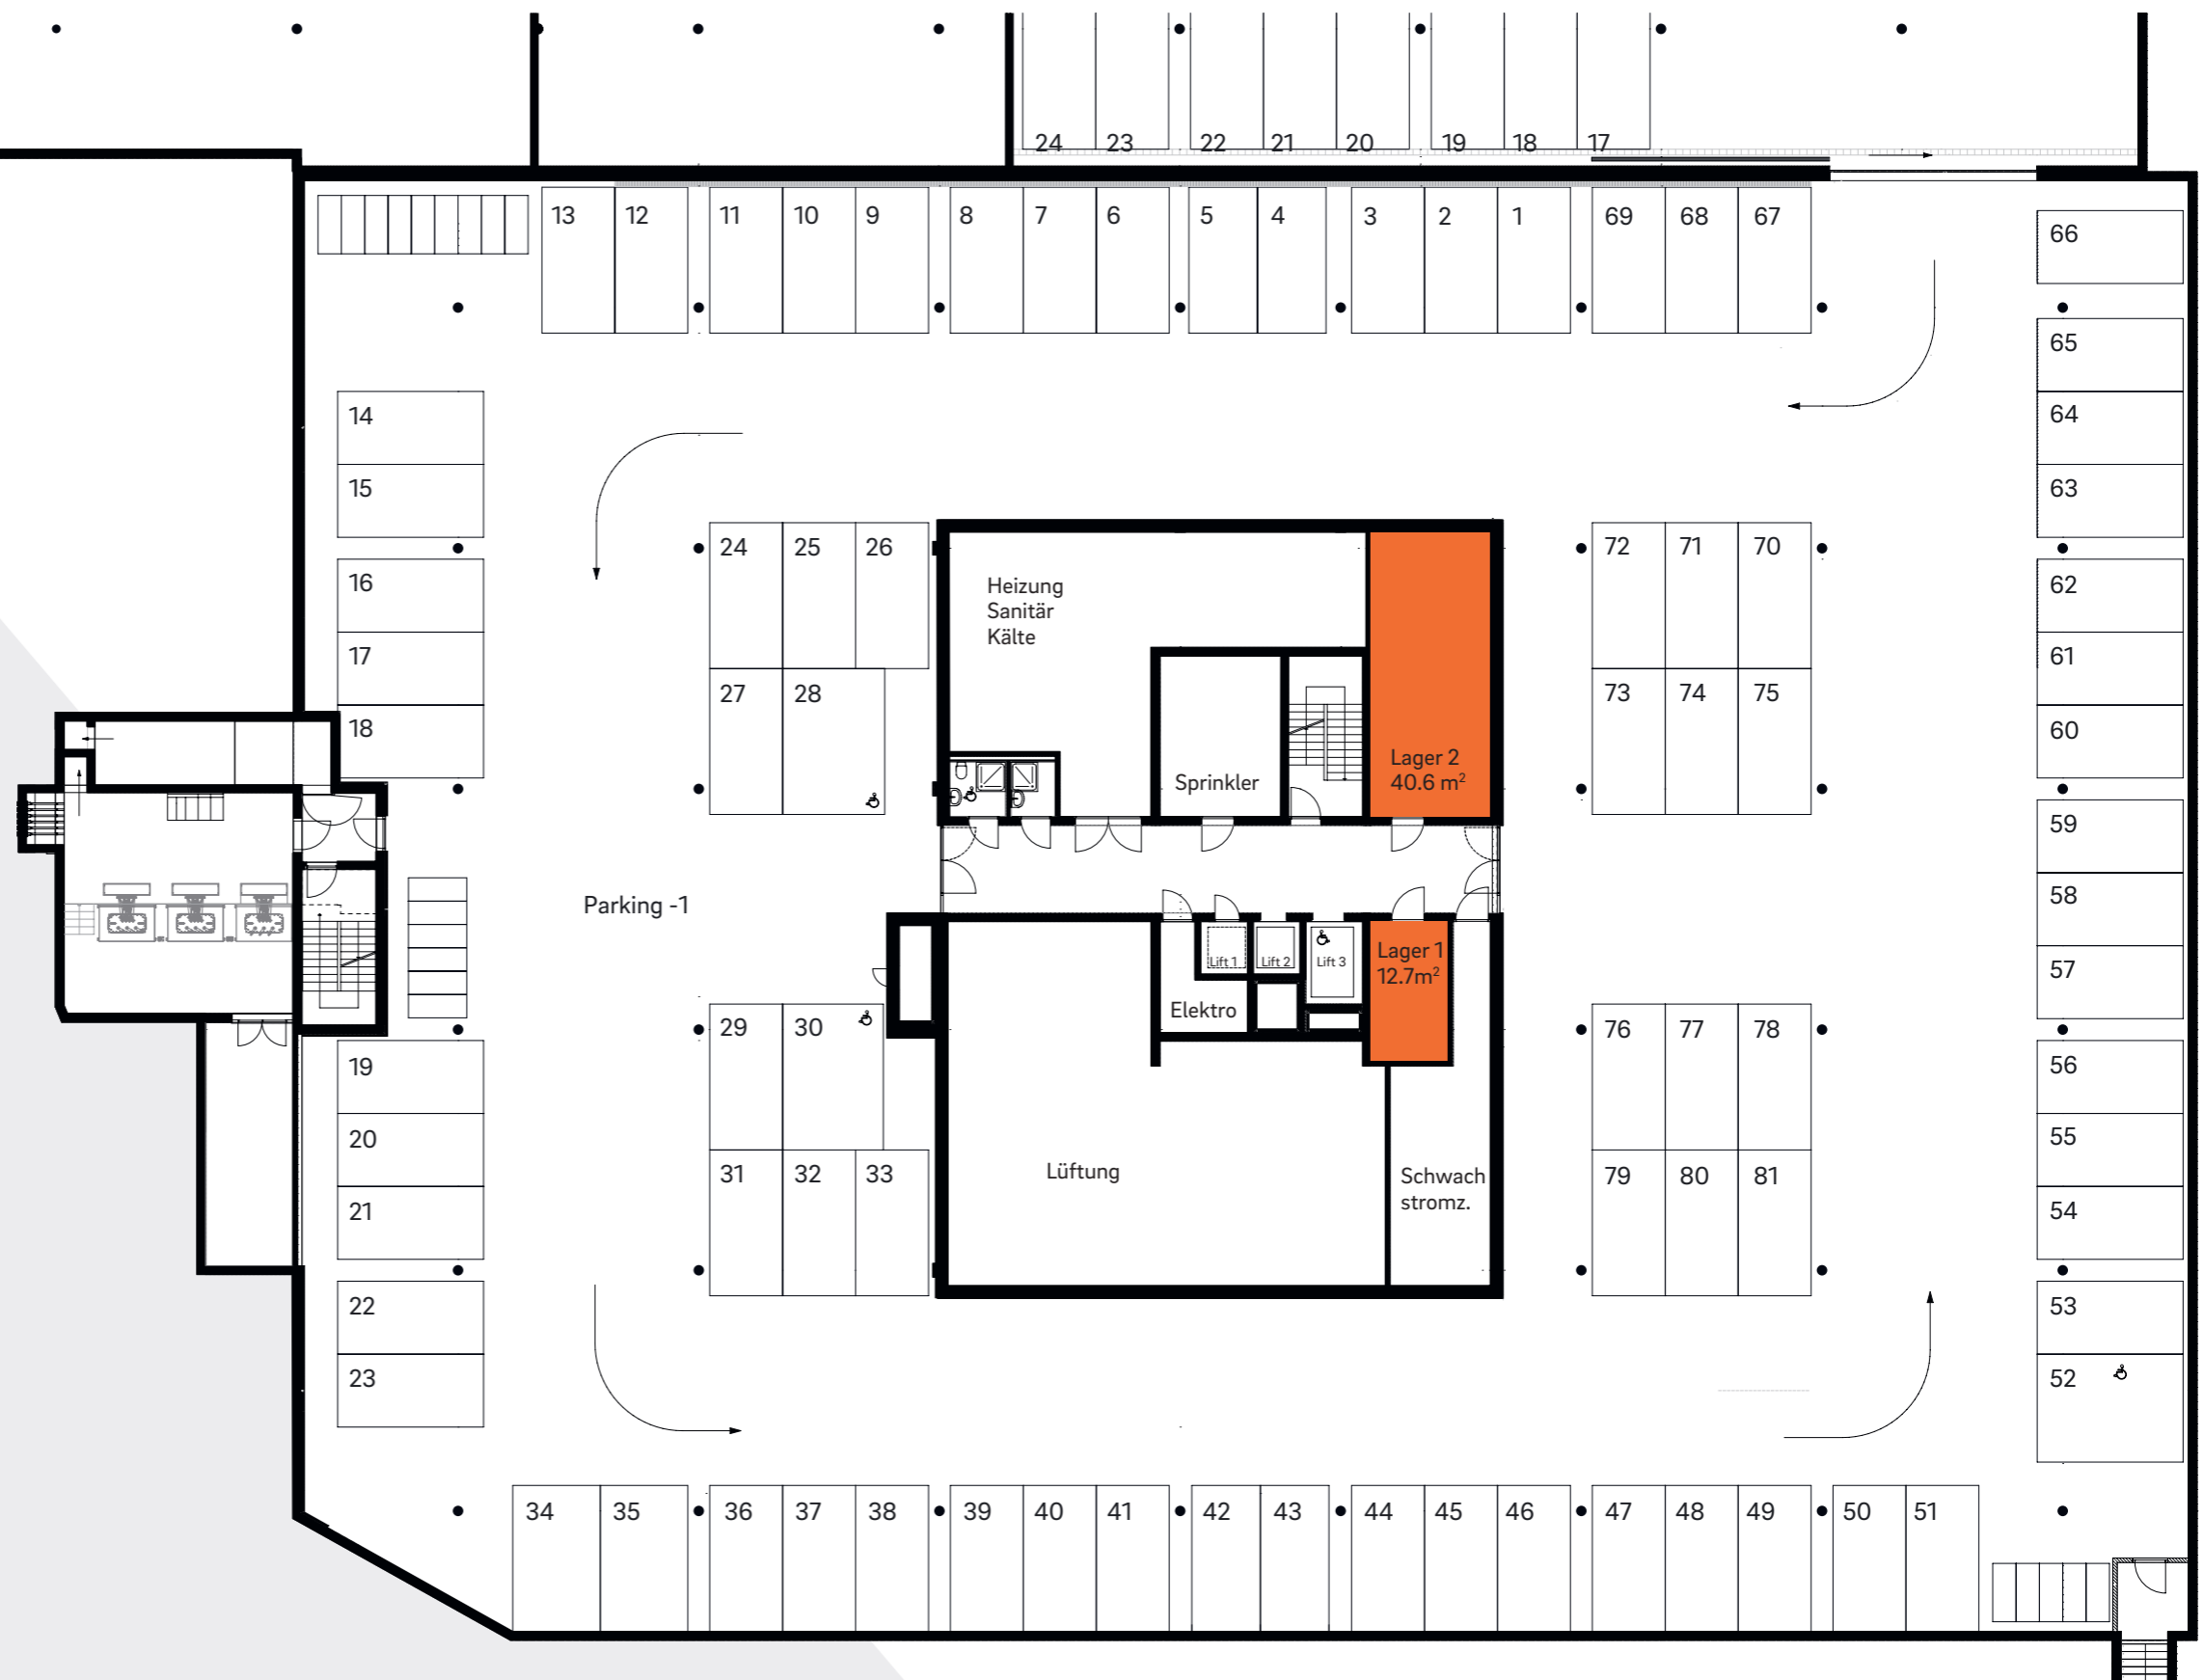 24 23 22 21 20 19 18 17
13 12 11 10 9 8 7 6 5 4 3 2 1 69 68 67
66
65
14
64
15
63
24 25 26
72 71 70
Heizung
Sanitär
Kälte
16
62
17
61
27 28
73 74 75
18
60
Lager 2
40.6 m²
Sprinkler
59
58
Parking -1
Lift 1 Lift 2 Lift 3
Lager 1
12.7m²
57
Elektro
29 30
76 77 78
19
56
20
55
31 32 33
Lüftung
Schwach
stromz.
79 80 81
21
54
22
53
23
52
34 35 36 37 38 39 40 41 42 43 44 45 46 47 48 49 50 51